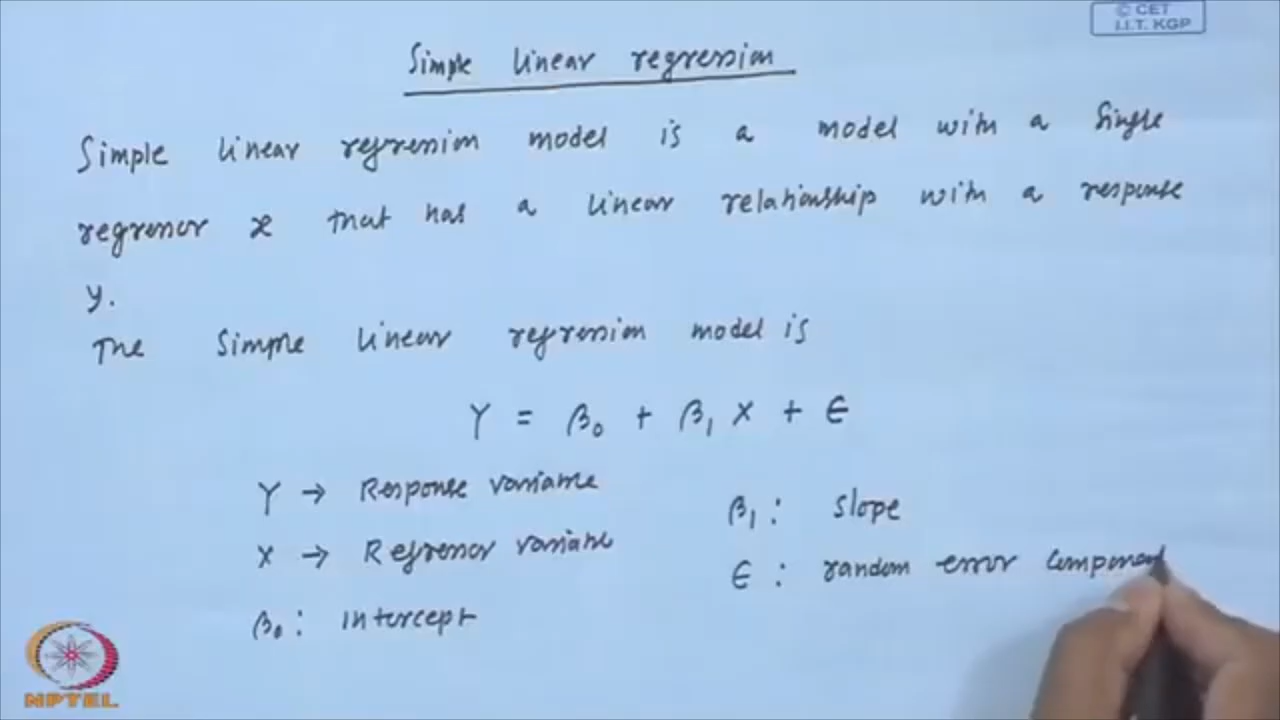 © CET
I.I.T. KGP
Simple linear regression
Simple linear regression model is a model with a single
regressor x that has a linear relationship with a response
y.
The simple linear regression model is
Y = β₀ + β₁ X + ϵ
Y → Response variable
X → Regressor variable
β₀ : intercept
β₁ : slope
ϵ : random error component
NPTEL